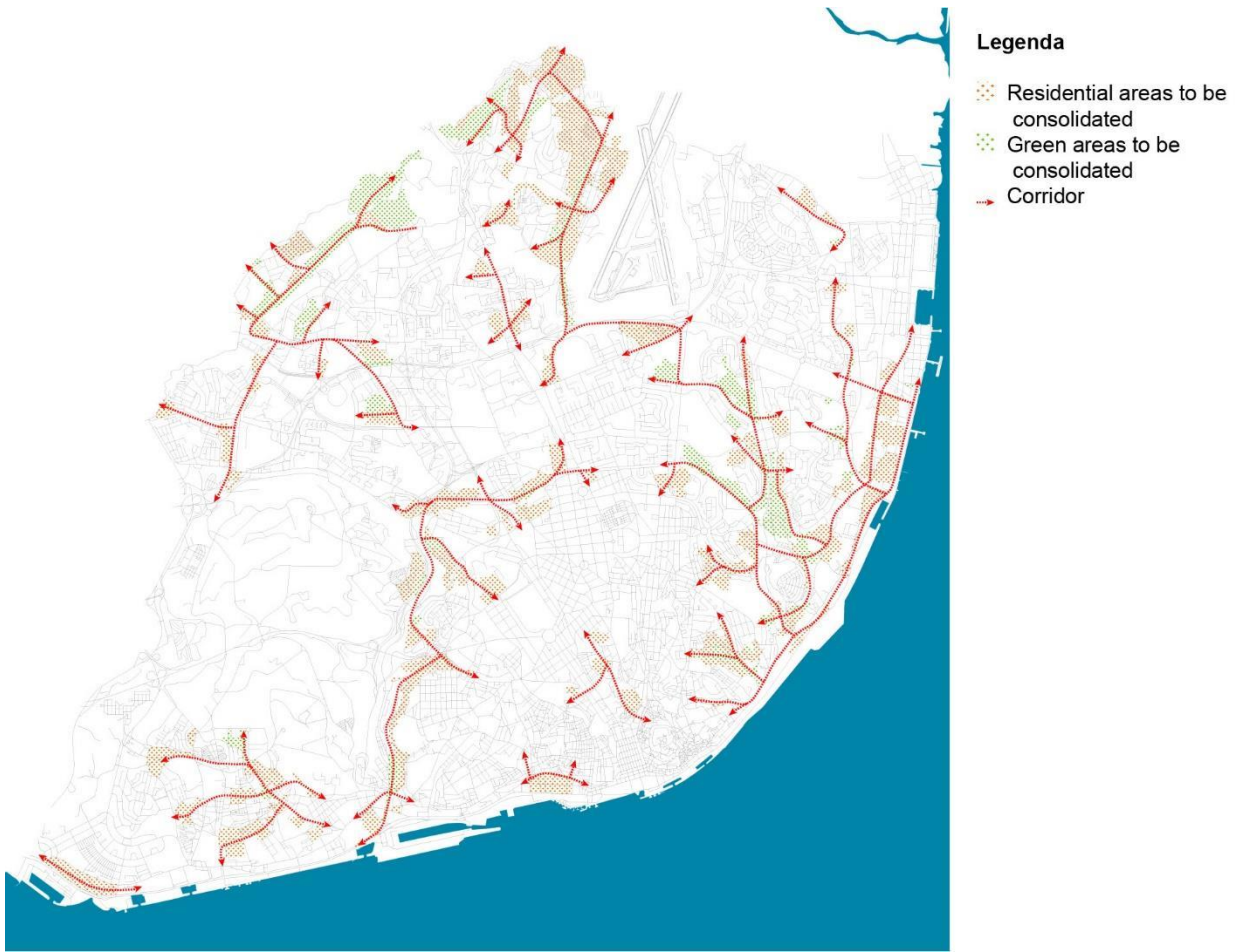 Legenda
Residential areas to be
consolidated
Green areas to be
consolidated
Corridor